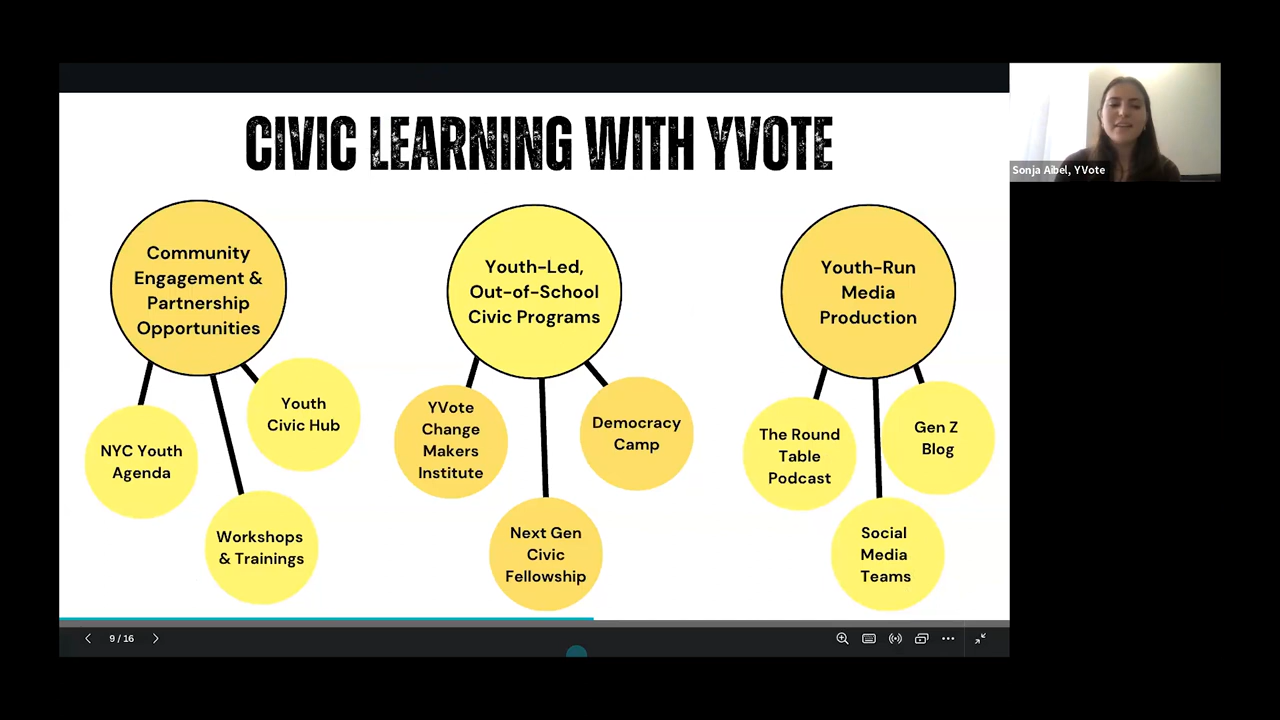 CIVIC LEARNING WITH YVOTE
Sonja Aibel, YVote
Community
Engagement &
Partnership
Opportunities
NYC Youth
Agenda
Workshops
& Trainings
Youth
Civic Hub
Youth-Led,
Out-of-School
Civic Programs
YVote
Change
Makers
Institute
Next Gen
Civic
Fellowship
Democracy
Camp
Youth-Run
Media
Production
The Round
Table
Podcast
Social
Media
Teams
Gen Z
Blog
9 / 16